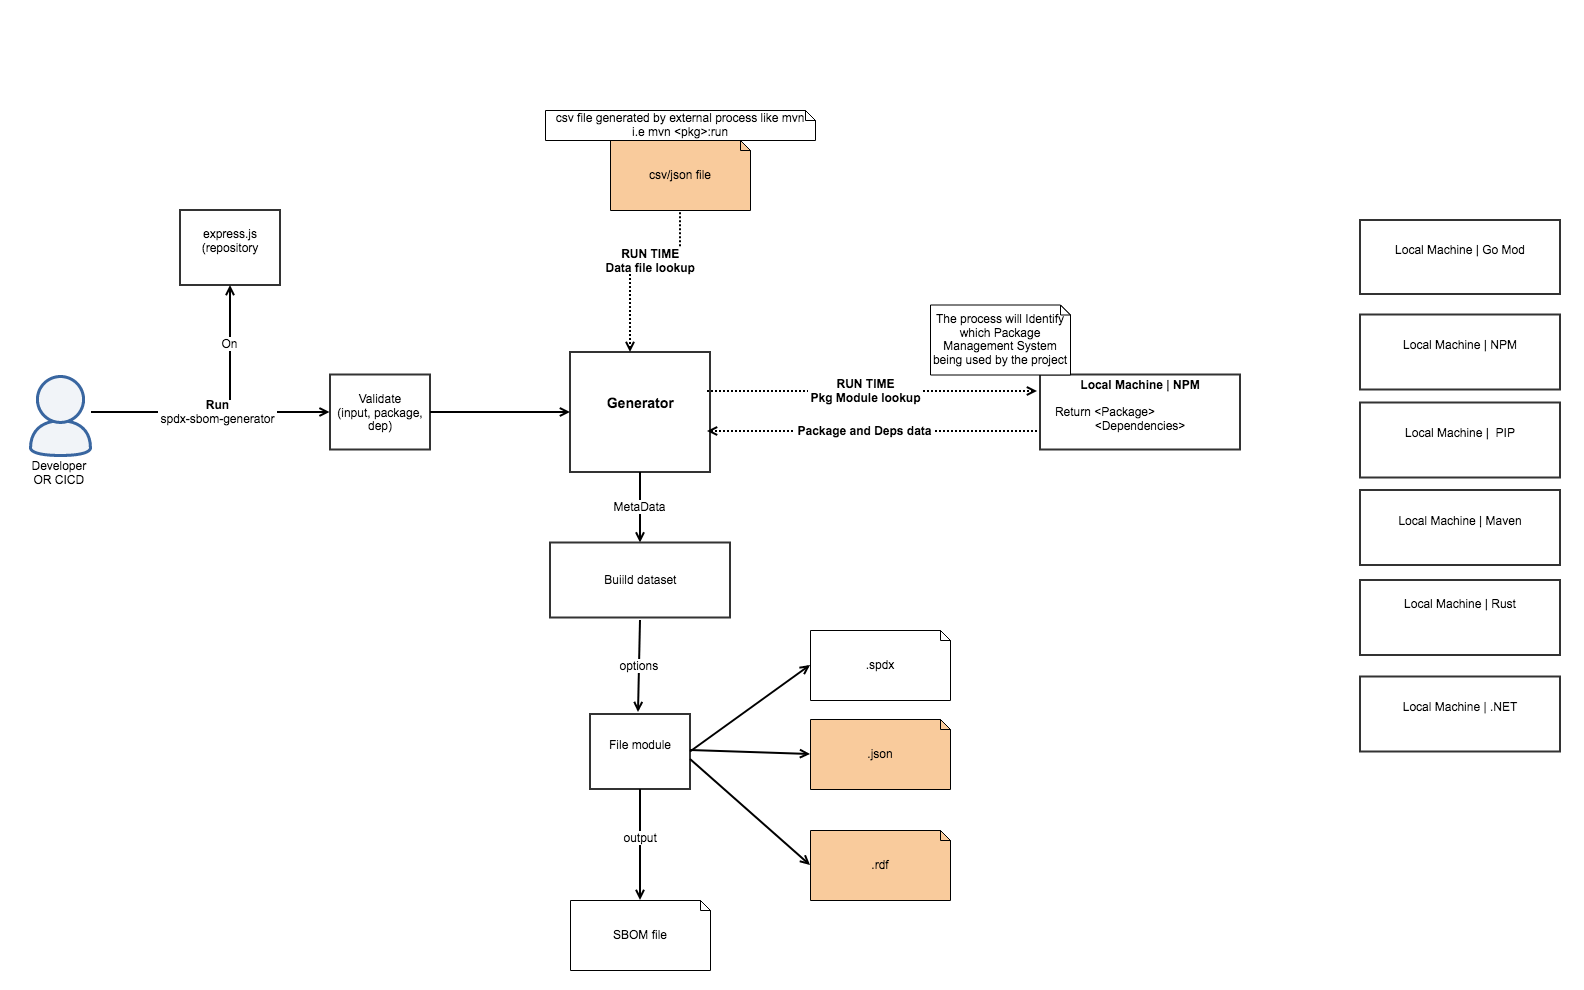 csv file generated by external process like mvn
i.e mvn <pkg>:run
csv/json file
express.js
(repository
RUN TIME
Data file lookup
On
Developer
OR CICD
Run
spdx-sbom-generator
Validate
(input, package,
dep)
Generator
The process will Identify
which Package
Management System
being used by the project
RUN TIME
Pkg Module lookup
Package and Deps data
Local Machine | NPM
Return <Package>
<Dependencies>
MetaData
Buiild dataset
options
File module
.spdx
.json
.rdf
output
SBOM file
Local Machine | Go Mod
Local Machine | NPM
Local Machine |  PIP
Local Machine | Maven
Local Machine | Rust
Local Machine | .NET